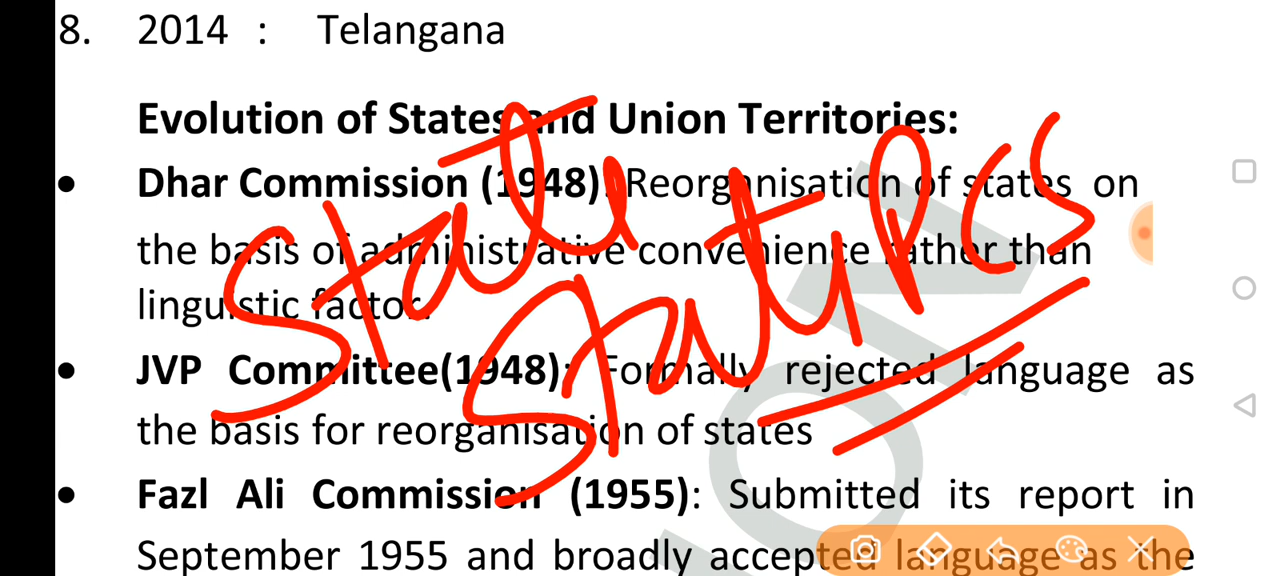 8. 2014 : Telangana
Evolution of States and Union Territories:
• Dhar Commission (1948): Reorganisation of states on
the basis of administrative convenience rather than
linguistic factor.
• JVP Committee(1948): Formally rejected language as
the basis for reorganisation of states
• Fazl Ali Commission (1955): Submitted its report in
September 1955 and broadly accepted language as the
State PCS